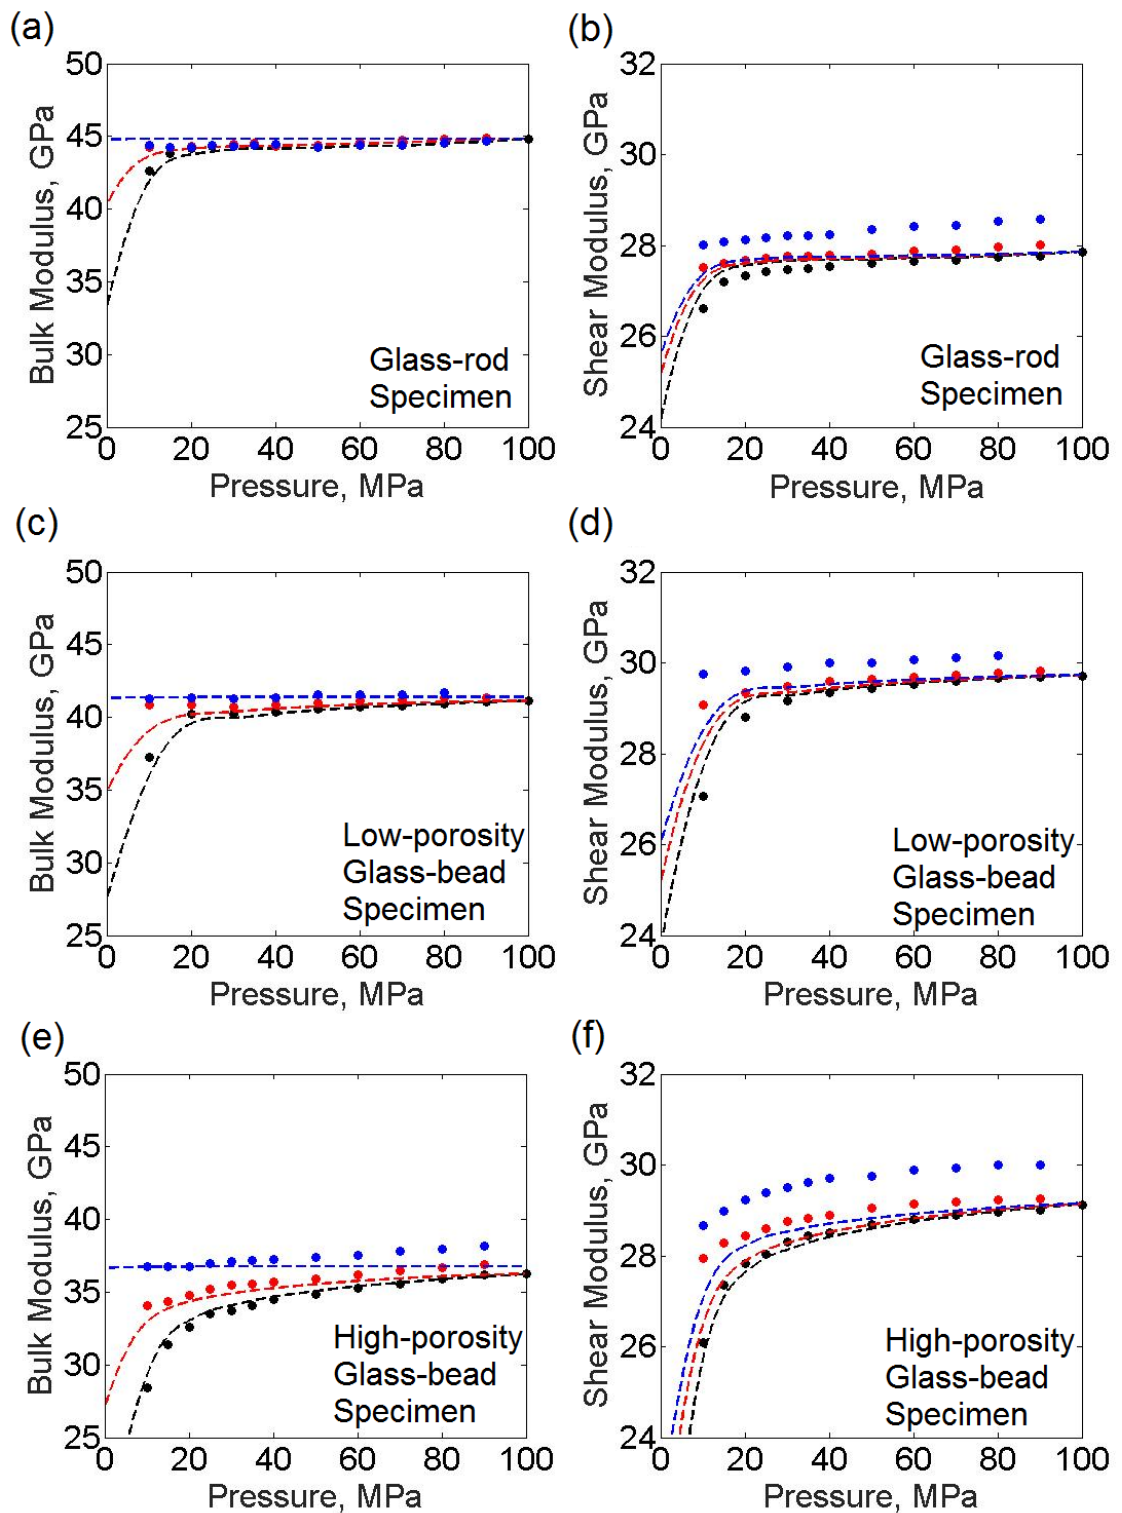 (a)
Bulk Modulus, GPa
50
45
40
35
30
25
0
20
40
60
80
100
Pressure, MPa
Glass-rod
Specimen
(b)
Shear Modulus, GPa
32
30
28
26
24
0
20
40
60
80
100
Pressure, MPa
Glass-rod
Specimen
(c)
Bulk Modulus, GPa
50
45
40
35
30
25
0
20
40
60
80
100
Pressure, MPa
Low-porosity
Glass-bead
Specimen
(d)
Shear Modulus, GPa
32
30
28
26
24
0
20
40
60
80
100
Pressure, MPa
Low-porosity
Glass-bead
Specimen
(e)
Bulk Modulus, GPa
50
45
40
35
30
25
0
20
40
60
80
100
Pressure, MPa
High-porosity
Glass-bead
Specimen
(f)
Shear Modulus, GPa
32
30
28
26
24
0
20
40
60
80
100
Pressure, MPa
High-porosity
Glass-bead
Specimen